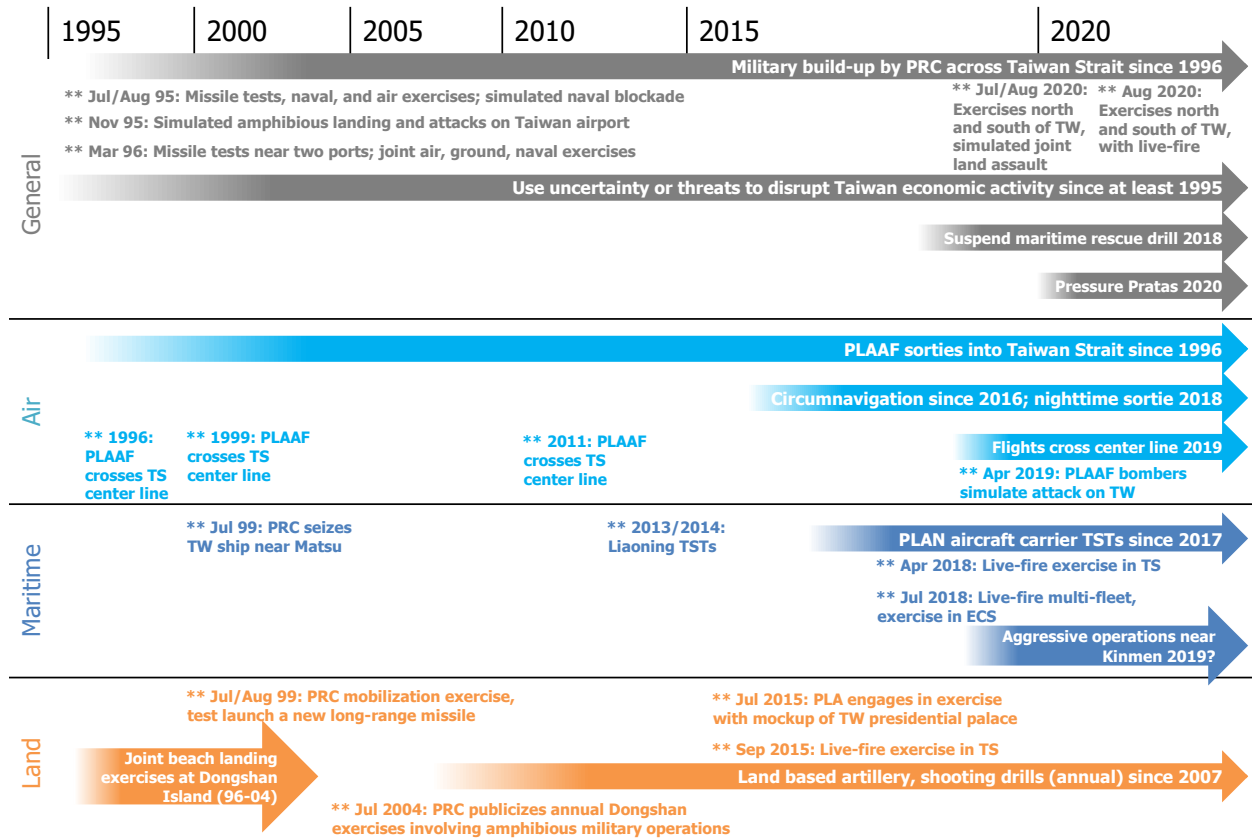 1995
2000
2005
2010
2015
2020
General
Military build-up by PRC across Taiwan Strait since 1996
** Jul/Aug 95: Missile tests, naval, and air exercises; simulated naval blockade
** Nov 95: Simulated amphibious landing and attacks on Taiwan airport
** Mar 96: Missile tests near two ports; joint air, ground, naval exercises
** Jul/Aug 2020:
Exercises north
and south of TW,
simulated joint
land assault
** Aug 2020:
Exercises north
and south of TW,
with live-fire
Use uncertainty or threats to disrupt Taiwan economic activity since at least 1995
Suspend maritime rescue drill 2018
Pressure Pratas 2020
Air
PLAAF sorties into Taiwan Strait since 1996
Circumnavigation since 2016; nighttime sortie 2018
** 1996:
PLAAF
crosses TS
center line
** 1999: PLAAF
crosses TS
center line
** 2011: PLAAF
crosses TS
center line
Flights cross center line 2019
** Apr 2019: PLAAF bombers
simulate attack on TW
Maritime
** Jul 99: PRC seizes
TW ship near Matsu
** 2013/2014:
Liaoning TSTs
PLAN aircraft carrier TSTs since 2017
** Apr 2018: Live-fire exercise in TS
** Jul 2018: Live-fire multi-fleet,
exercise in ECS
Aggressive operations near
Kinmen 2019?
Land
** Jul/Aug 99: PRC mobilization exercise,
test launch a new long-range missile
** Jul 2015: PLA engages in exercise
with mockup of TW presidential palace
** Sep 2015: Live-fire exercise in TS
Joint beach landing
exercises at Dongshan
Island (96-04)
Land based artillery, shooting drills (annual) since 2007
** Jul 2004: PRC publicizes annual Dongshan
exercises involving amphibious military operations